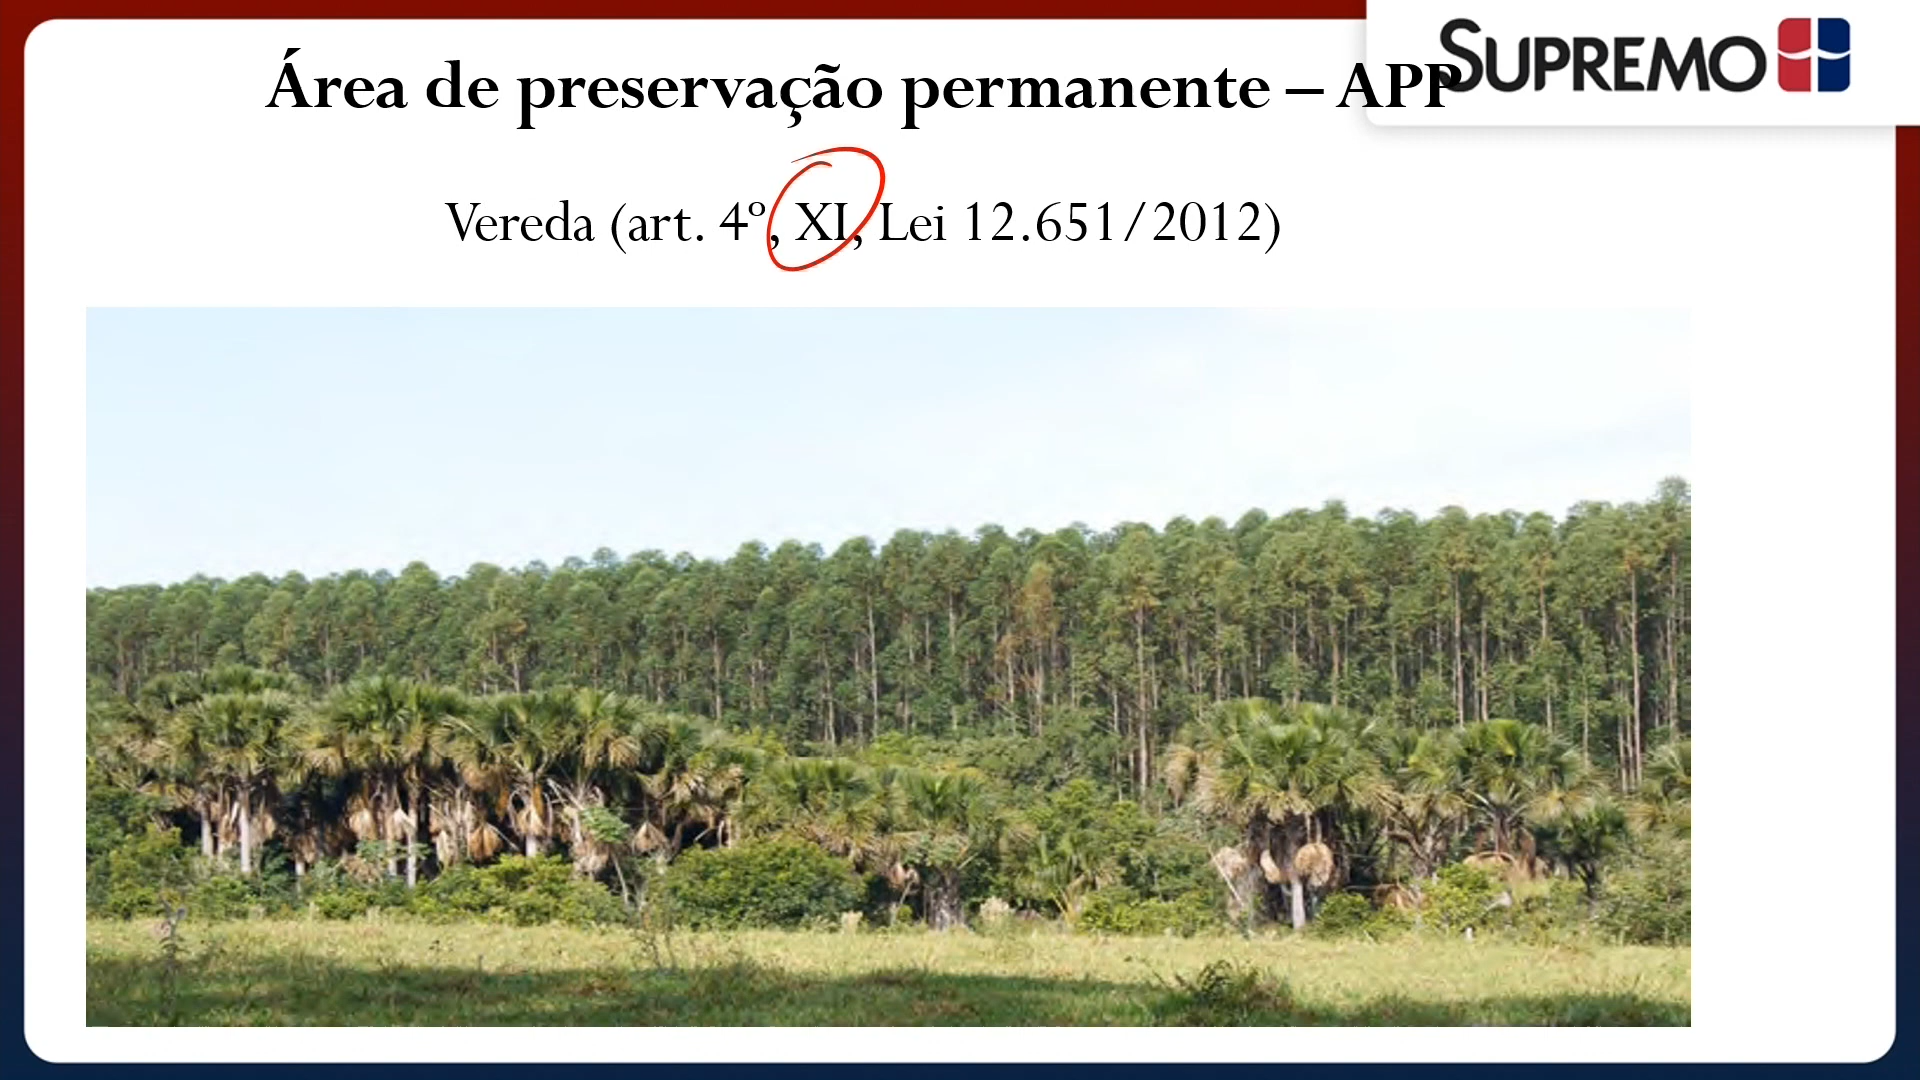 Área de preservação permanente – APP
SUPREMO
Vereda (art. 4º, XI, Lei 12.651/2012)